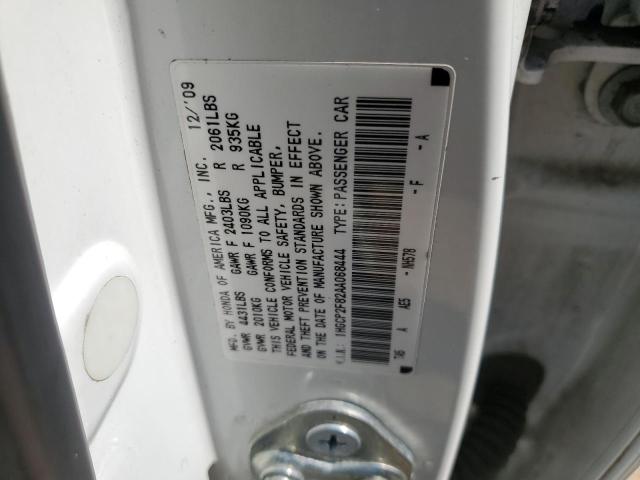 MFD. BY HONDA OF AMERICA MFG., INC. 12/'09
GVWR 4431LBS GAWR F 2403LBS R 2061LBS
GVWR 2010KG GAWR F 1090KG R 935KG
THIS VEHICLE CONFORMS TO ALL APPLICABLE
FEDERAL MOTOR VEHICLE SAFETY, BUMPER,
AND THEFT PREVENTION STANDARDS IN EFFECT
ON THE DATE OF MANUFACTURE SHOWN ABOVE.
V.I.N.: 1HGCP2F82AA068444 TYPE: PASSENGER CAR
TA5 A AE5 -NH578 -F -A